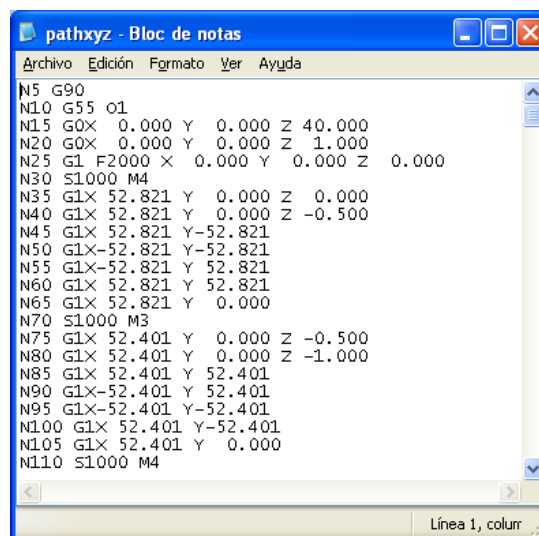 pathxyz - Bloc de notas
Archivo Edición Formato Ver Ayuda
N5 G90
N10 G55 O1
N15 G0X  0.000 Y  0.000 Z 40.000
N20 G0X  0.000 Y  0.000 Z  1.000
N25 G1 F2000 X  0.000 Y  0.000 Z  0.000
N30 S1000 M4
N35 G1X 52.821 Y  0.000 Z  0.000
N40 G1X 52.821 Y  0.000 Z -0.500
N45 G1X 52.821 Y-52.821
N50 G1X-52.821 Y-52.821
N55 G1X-52.821 Y 52.821
N60 G1X 52.821 Y 52.821
N65 G1X 52.821 Y  0.000
N70 S1000 M3
N75 G1X 52.401 Y  0.000 Z -0.500
N80 G1X 52.401 Y  0.000 Z -1.000
N85 G1X 52.401 Y 52.401
N90 G1X-52.401 Y 52.401
N95 G1X-52.401 Y-52.401
N100 G1X 52.401 Y-52.401
N105 G1X 52.401 Y  0.000
N110 S1000 M4
Línea 1, colum